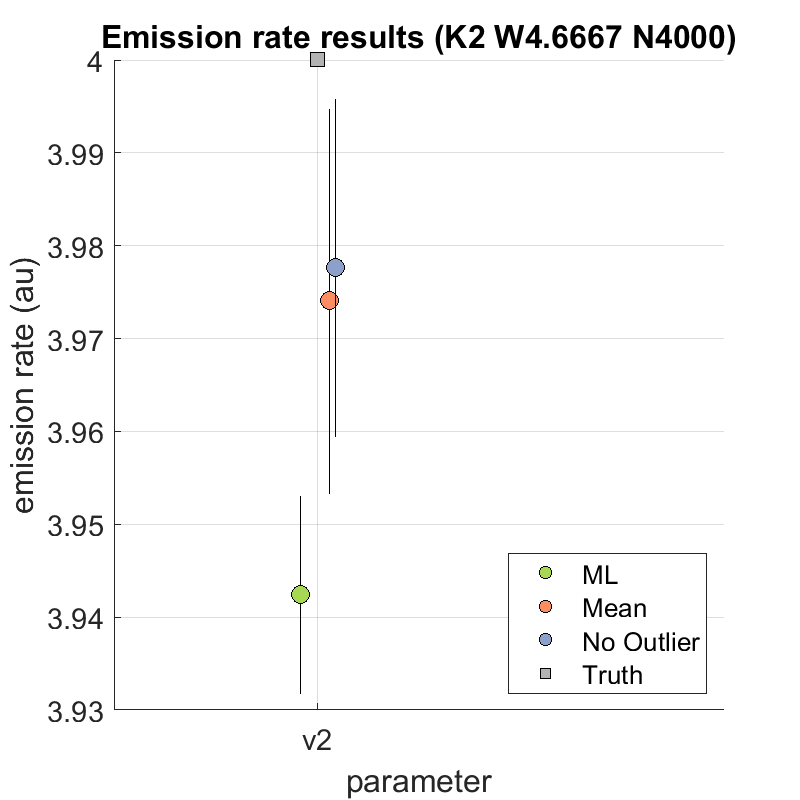 Emission rate results (K2 W4.6667 N4000)
4
3.99
3.98
3.97
3.96
3.95
3.94
3.93
emission rate (au)
ML
Mean
No Outlier
Truth
v2
parameter